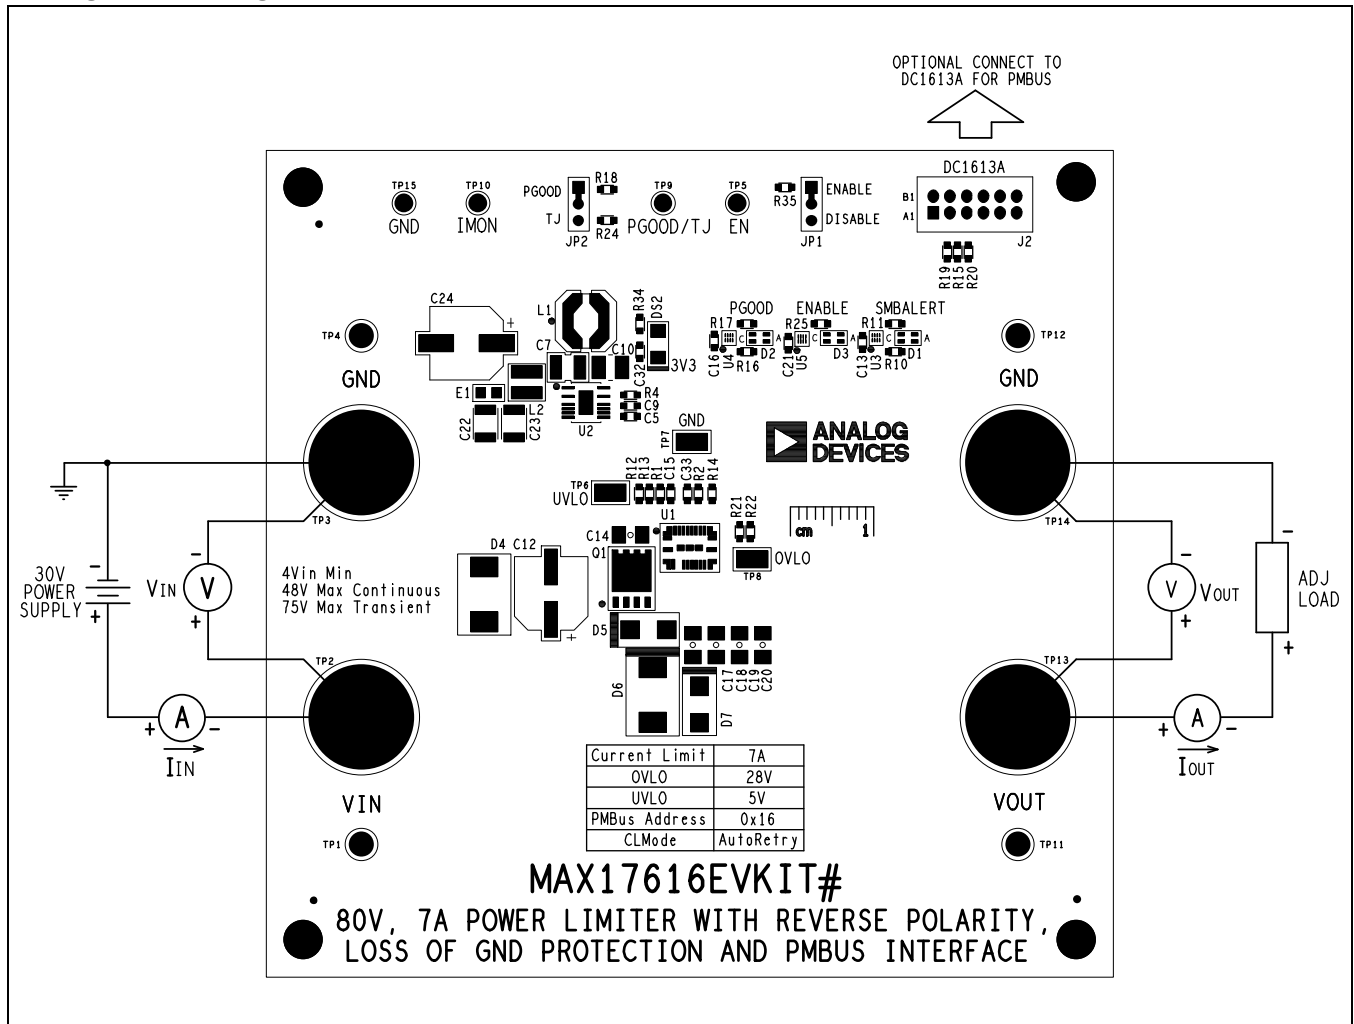 OPTIONAL CONNECT TO
DC1613A FOR PMBUS
DC1613A
B1
A1
J2
TP15
GND
TP10
IMON
PGOOD
TJ
JP2
R18
R24
TP9
PGOOD/TJ
TP5
EN
R35
ENABLE
DISABLE
JP1
R19
R15
R20
C24
+
L1
R34
DS2
C7
C10
C32
3V3
PGOOD
ENABLE
SMBALERT
R17
R25
R11
C16
U4
C
A
D2
R16
C21
U5
C
A
D3
C13
U3
C
A
D1
R10
TP4
GND
TP12
GND
E1
L2
C22
C23
U2
R4
C9
C5
GND
TP7
ANALOG
DEVICES
TP6
UVLO
R12
R13
R1
C15
C33
R2
R14
U1
R21
R22
cm 1
C14
Q1
OVLO
TP8
TP3
TP14
D4
C12
+
D5
D6
D7
C17
C18
C19
C20
30V
POWER
SUPPLY
-
+
VIN
-
V
+
4Vin Min
48V Max Continuous
75V Max Transient
-
V
+
VOUT
-
+
ADJ
LOAD
TP2
TP13
+
A
-
IIN
+
A
-
IOUT
VIN
VOUT
TP1
TP11
Current Limit 7A
OVLO 28V
UVLO 5V
PMBus Address 0x16
CLMode AutoRetry
MAX17616EVKIT#
80V, 7A POWER LIMITER WITH REVERSE POLARITY,
LOSS OF GND PROTECTION AND PMBUS INTERFACE